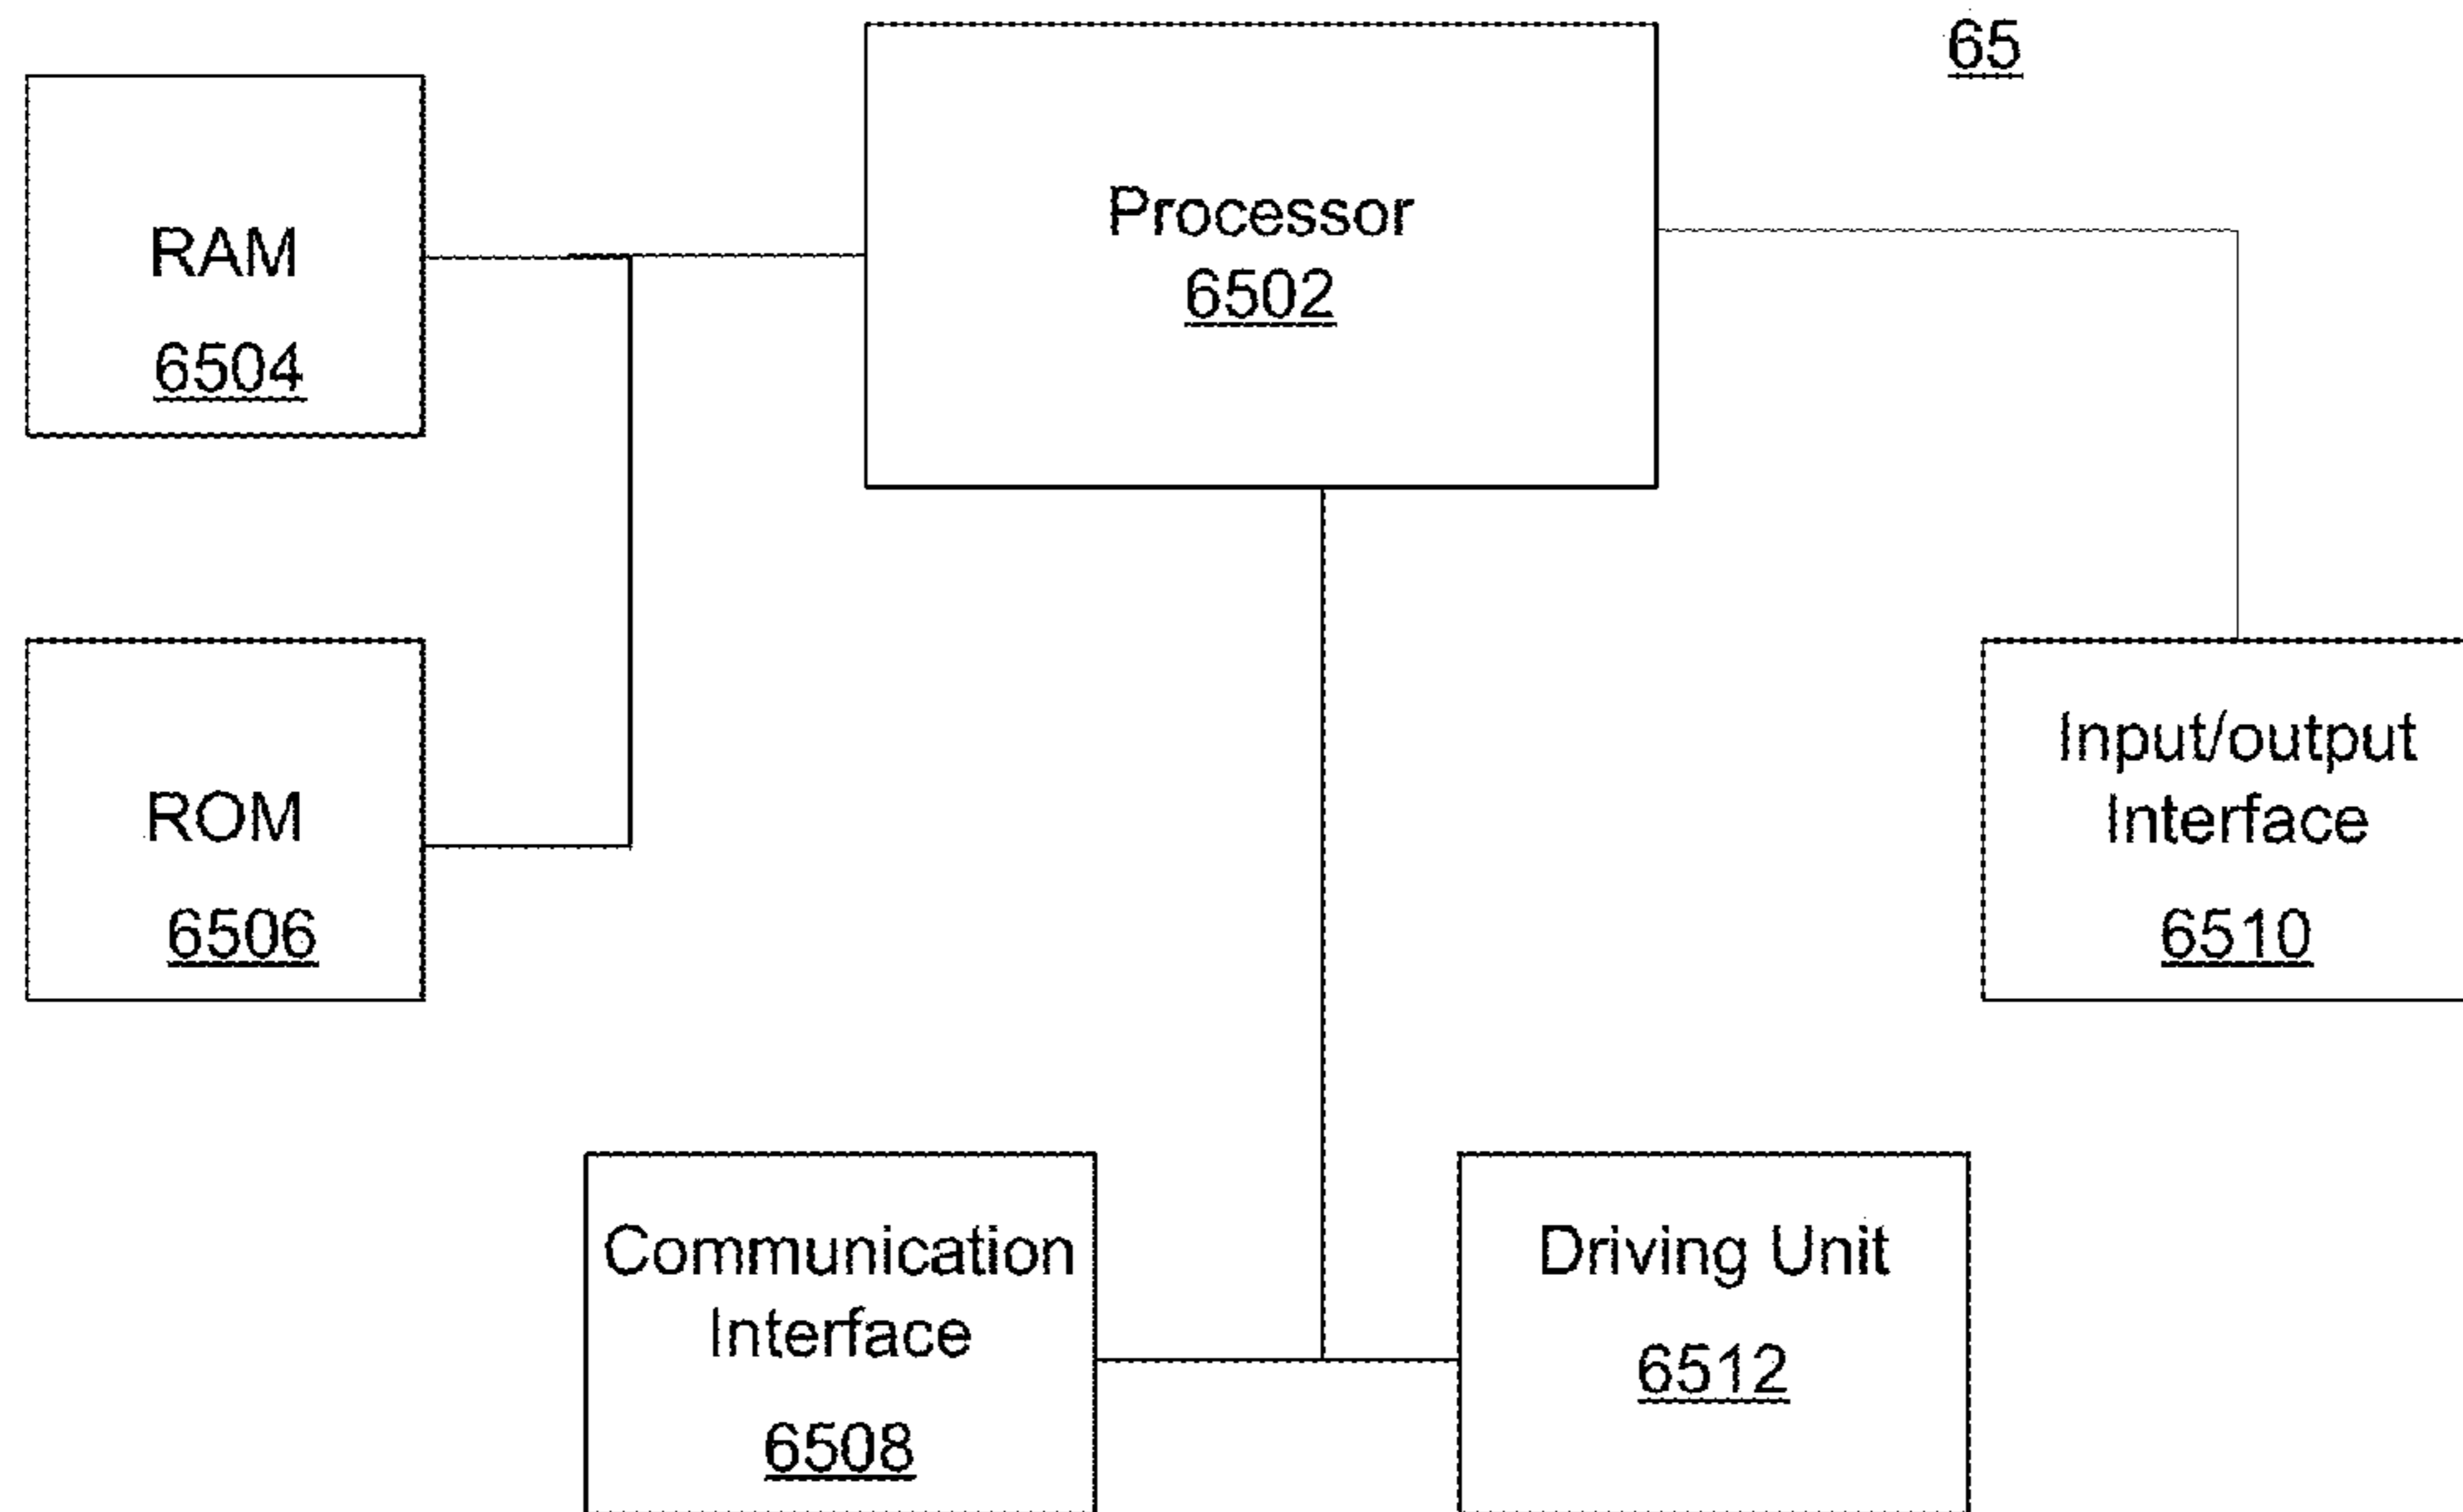 65
Processor
6502
RAM
6504
ROM
6506
Input/output
Interface
6510
Communication
Interface
6508
Driving Unit
6512